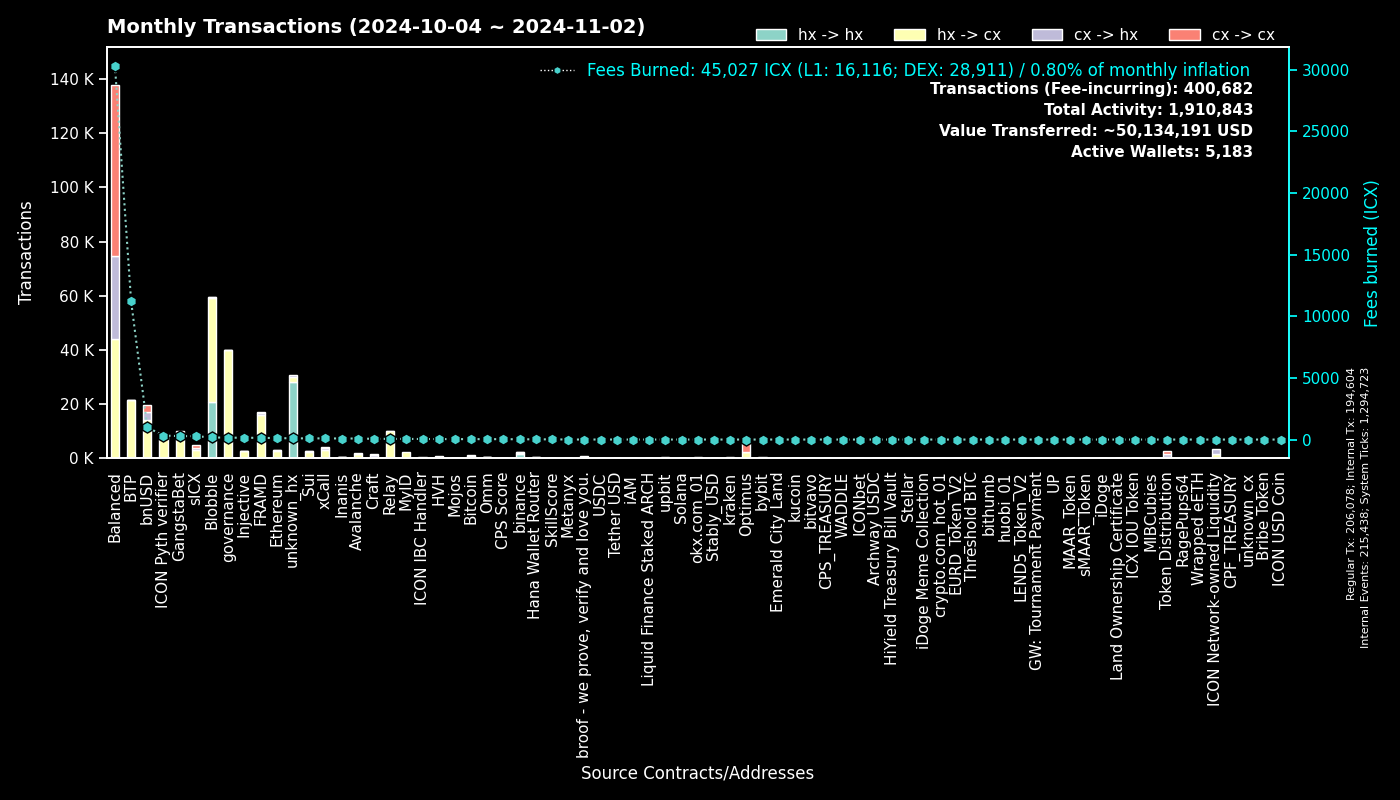 Monthly Transactions (2024-10-04 ~ 2024-11-02)
hx -> hx
hx -> cx
cx -> hx
cx -> cx
Fees Burned: 45,027 ICX (L1: 16,116; DEX: 28,911) / 0.80% of monthly inflation
Transactions (Fee-incurring): 400,682
Total Activity: 1,910,843
Value Transferred: ~50,134,191 USD
Active Wallets: 5,183
Transactions
140 K
120 K
100 K
80 K
60 K
40 K
20 K
0 K
30000
25000
20000
15000
10000
5000
0
Fees burned (ICX)
Regular Tx: 206,078; Internal Tx: 194,604
Internal Events: 215,438; System Ticks: 1,294,723
Balanced
BTP
bnUSD
ICON Pyth verifier
GangstaBet
sICX
Blobble
governance
Injective
FRAMD
Ethereum
unknown_hx
Sui
xCall
Inanis
Avalanche
Craft
Relay
MyID
ICON IBC Handler
HVH
Mojos
Bitcoin
Omm
CPS Score
binance
Hana Wallet Router
SkillScore
Metanyx
broof - we prove, verify and love you.
USDC
Tether USD
iAM
Liquid Finance Staked ARCH
upbit
Solana
okx.com_01
Stably_USD
kraken
Optimus
bybit
Emerald City Land
kucoin
bitvavo
CPS_TREASURY
WADDLE
ICONbet
Archway USDC
HiYield Treasury Bill Vault
Stellar
iDoge Meme Collection
crypto.com_hot_01
EURD_Token_V2
Threshold BTC
bithumb
huobi_01
LEND5_Token_V2
GW: Tournament Payment
UP
MAAR_Token
sMAAR_Token
iDoge
Land Ownership Certificate
ICX IOU Token
MIBCubies
Token Distribution
RagePups64
Wrapped eETH
ICON Network-owned Liquidity
CPF_TREASURY
unknown_cx
Bribe Token
ICON USD Coin
Source Contracts/Addresses